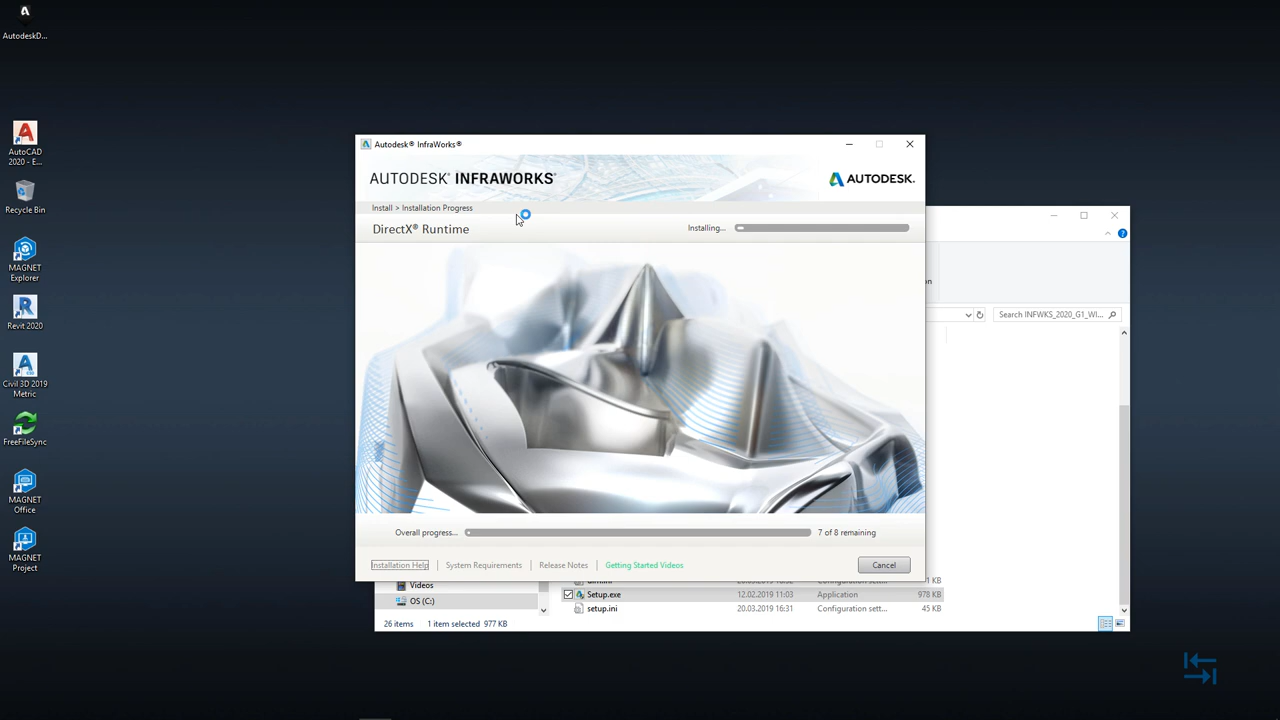 AutodeskD...
AutoCAD
2020 - E...
Recycle Bin
MAGNET
Explorer
Revit 2020
Civil 3D 2019
Metric
FreeFileSync
MAGNET
Office
MAGNET
Project
Autodesk® InfraWorks®
AUTODESK® INFRAWORKS®
AUTODESK.
Install > Installation Progress
DirectX® Runtime
Installing...
Search INFWKS_2020_G1_WI...
Overall progress...
7 of 8 remaining
Installation Help
System Requirements
Release Notes
Getting Started Videos
Cancel
Videos
OS (C:)
Setup.exe 12.02.2019 11:03 Application 978 KB
setup.ini 20.03.2019 16:31 Configuration sett... 45 KB
26 items 1 item selected 977 KB